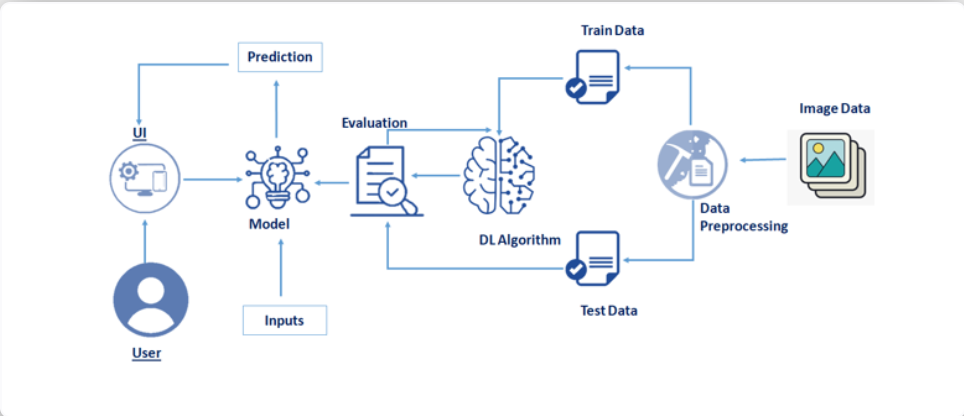 Train Data
Prediction
Image Data
Evaluation
UI
Model
Data
Preprocessing
DL Algorithm
Inputs
Test Data
User